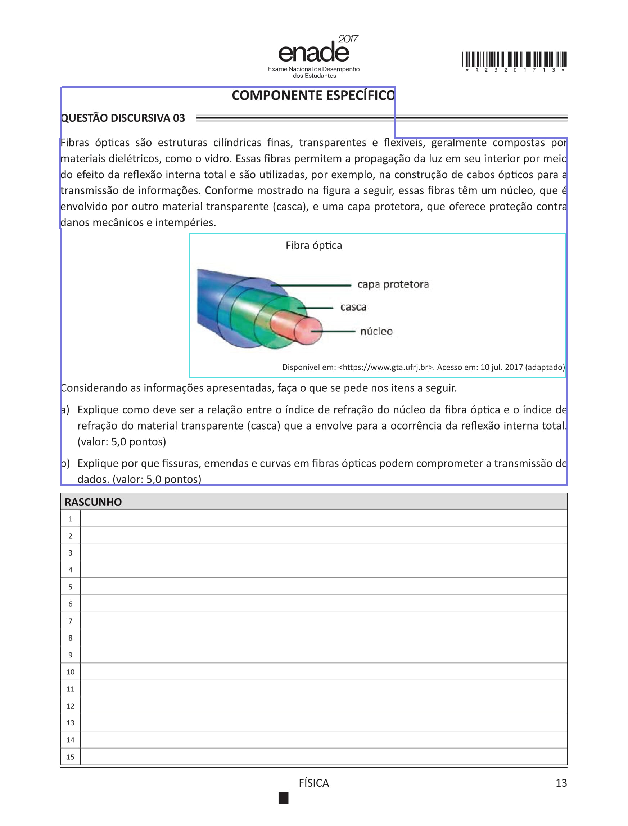 2017
enade
Exame Nacional de Desempenho
dos Estudantes
* R 2 3 2 0 1 7 1 3 *
COMPONENTE ESPECÍFICO
QUESTÃO DISCURSIVA 03
Fibras ópticas são estruturas cilíndricas finas, transparentes e flexíveis, geralmente compostas por
materiais dielétricos, como o vidro. Essas fibras permitem a propagação da luz em seu interior por meio
do efeito da reflexão interna total e são utilizadas, por exemplo, na construção de cabos ópticos para a
transmissão de informações. Conforme mostrado na figura a seguir, essas fibras têm um núcleo, que é
envolvido por outro material transparente (casca), e uma capa protetora, que oferece proteção contra
danos mecânicos e intempéries.
Fibra óptica
capa protetora
casca
núcleo
Disponível em: <https://www.gta.ufrj.br>. Acesso em: 10 jul. 2017 (adaptado)
Considerando as informações apresentadas, faça o que se pede nos itens a seguir.
a) Explique como deve ser a relação entre o índice de refração do núcleo da fibra óptica e o índice de
refração do material transparente (casca) que a envolve para a ocorrência da reflexão interna total.
(valor: 5,0 pontos)
b) Explique por que fissuras, emendas e curvas em fibras ópticas podem comprometer a transmissão de
dados. (valor: 5,0 pontos)
RASCUNHO
1
2
3
4
5
6
7
8
9
10
11
12
13
14
15
FÍSICA
13